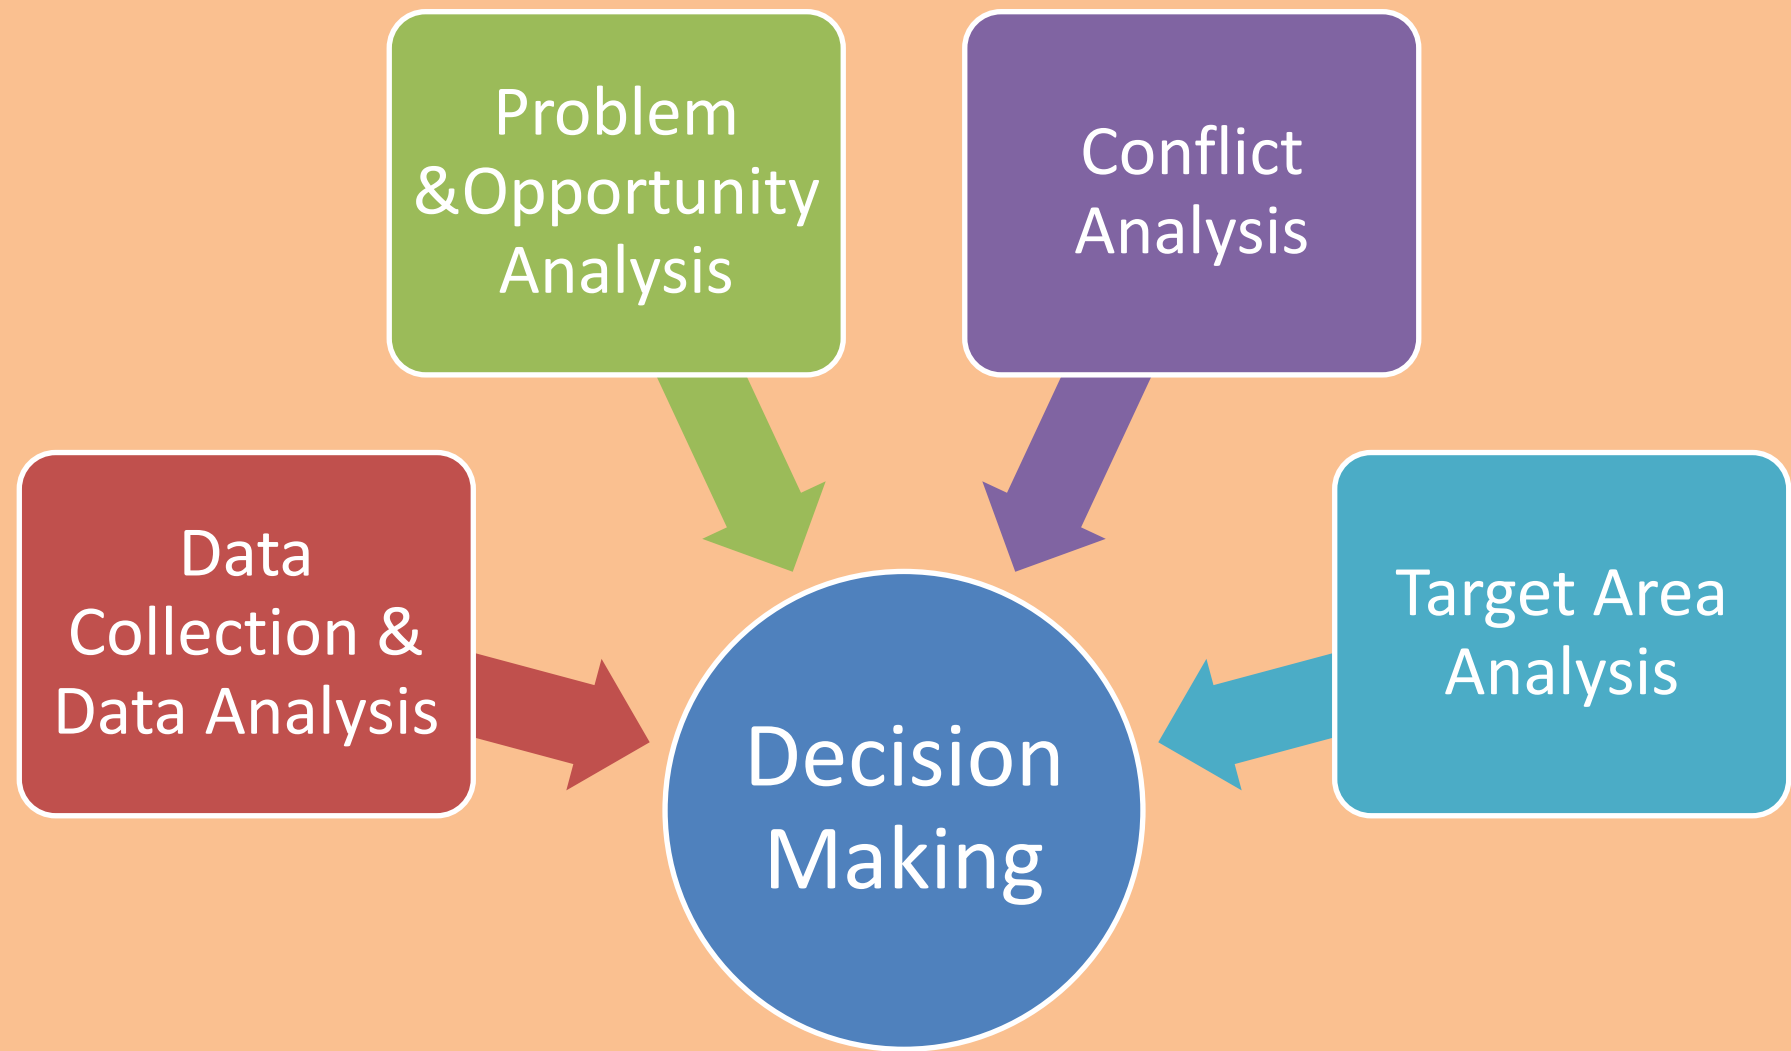 Problem
&Opportunity
Analysis
Conflict
Analysis
Data
Collection &
Data Analysis
Target Area
Analysis
Decision
Making